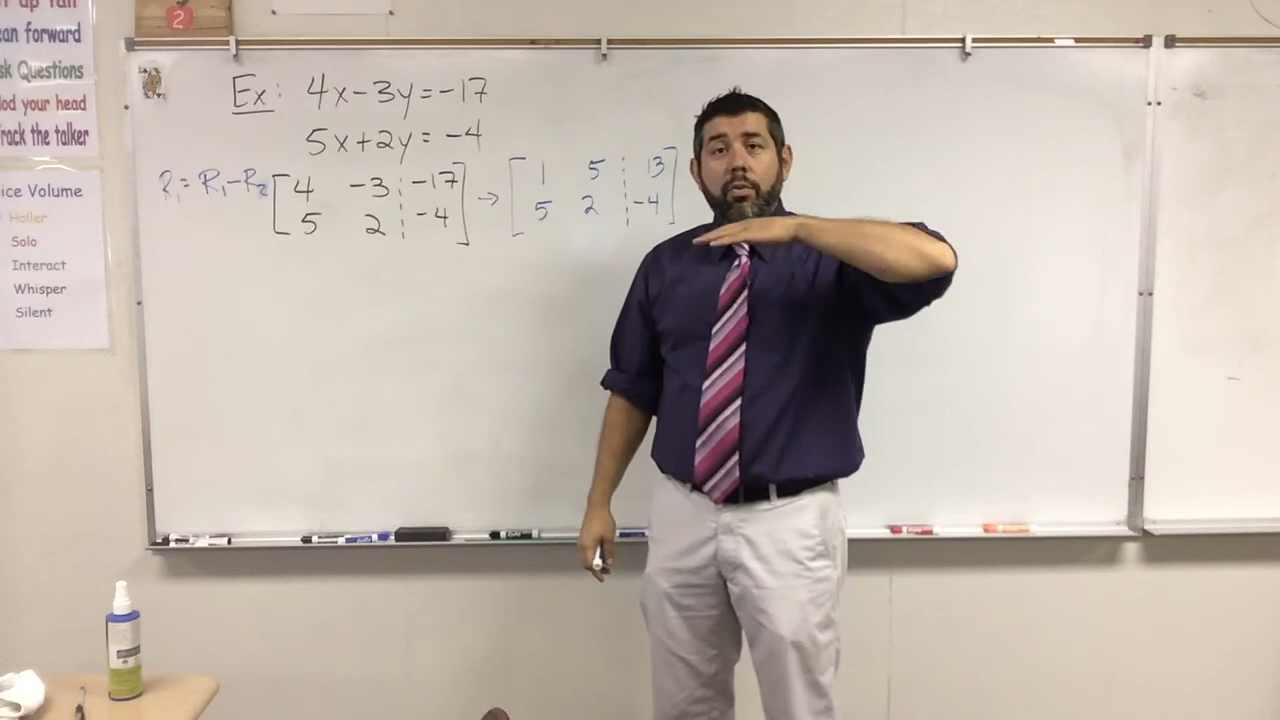 2
ean forward
sk Questions
lod your head
rack the talker
ice Volume
Holler
Solo
Interact
Whisper
Silent
Ex: 4x-3y=-17
5x+2y=-4
R₁=R₁-R₂ [4 -3 -17] → [1 5 13]
[5 2 -4] [5 2 -4]